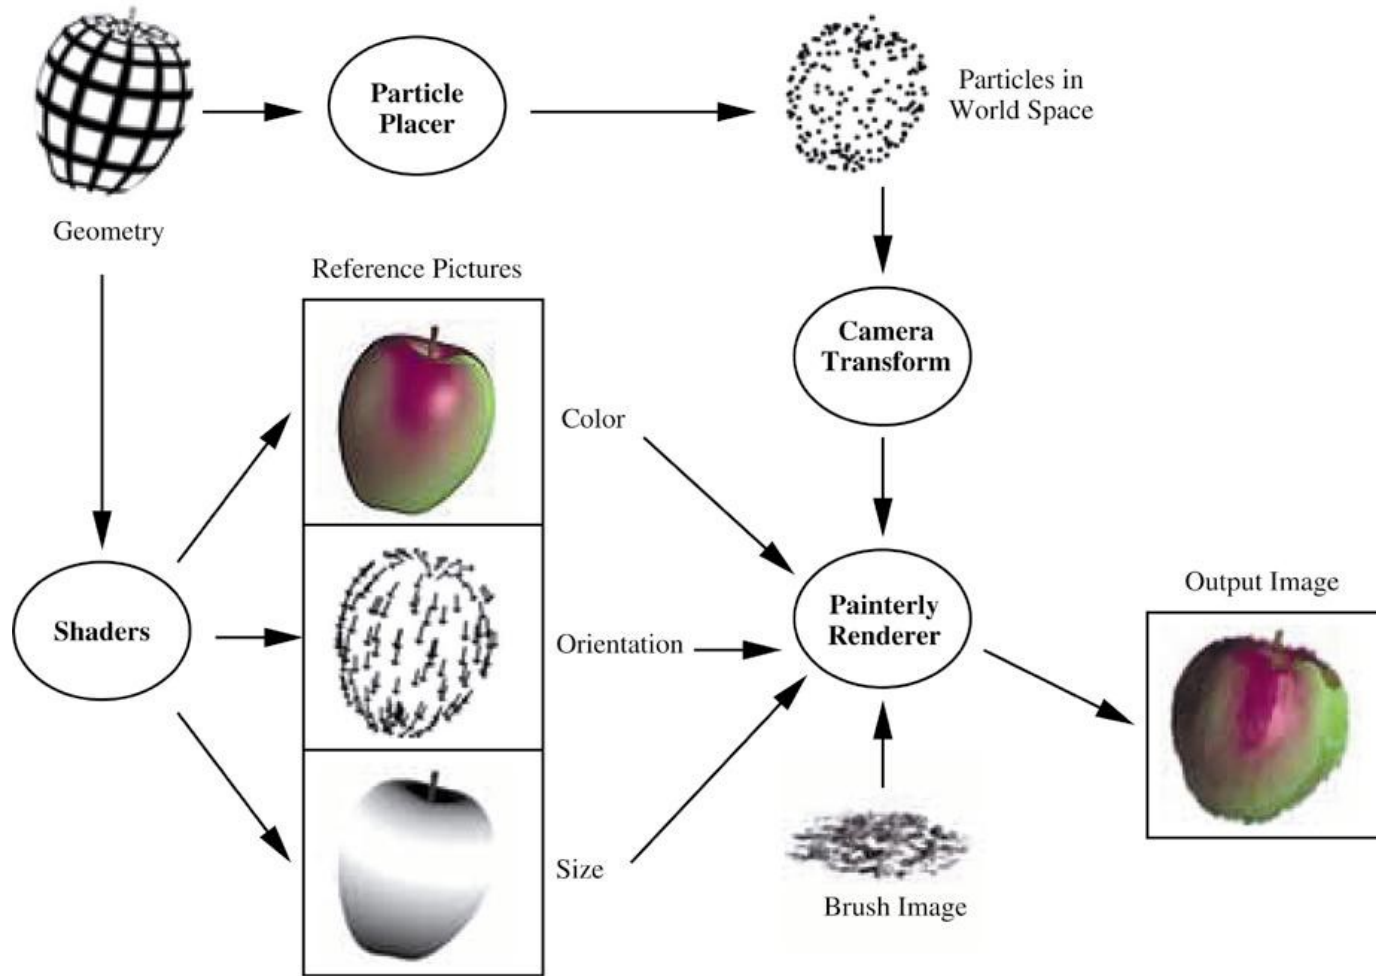 Particle
Placer
Particles in
World Space
Geometry
Reference Pictures
Camera
Transform
Color
Shaders
Orientation
Painterly
Renderer
Output Image
Size
Brush Image